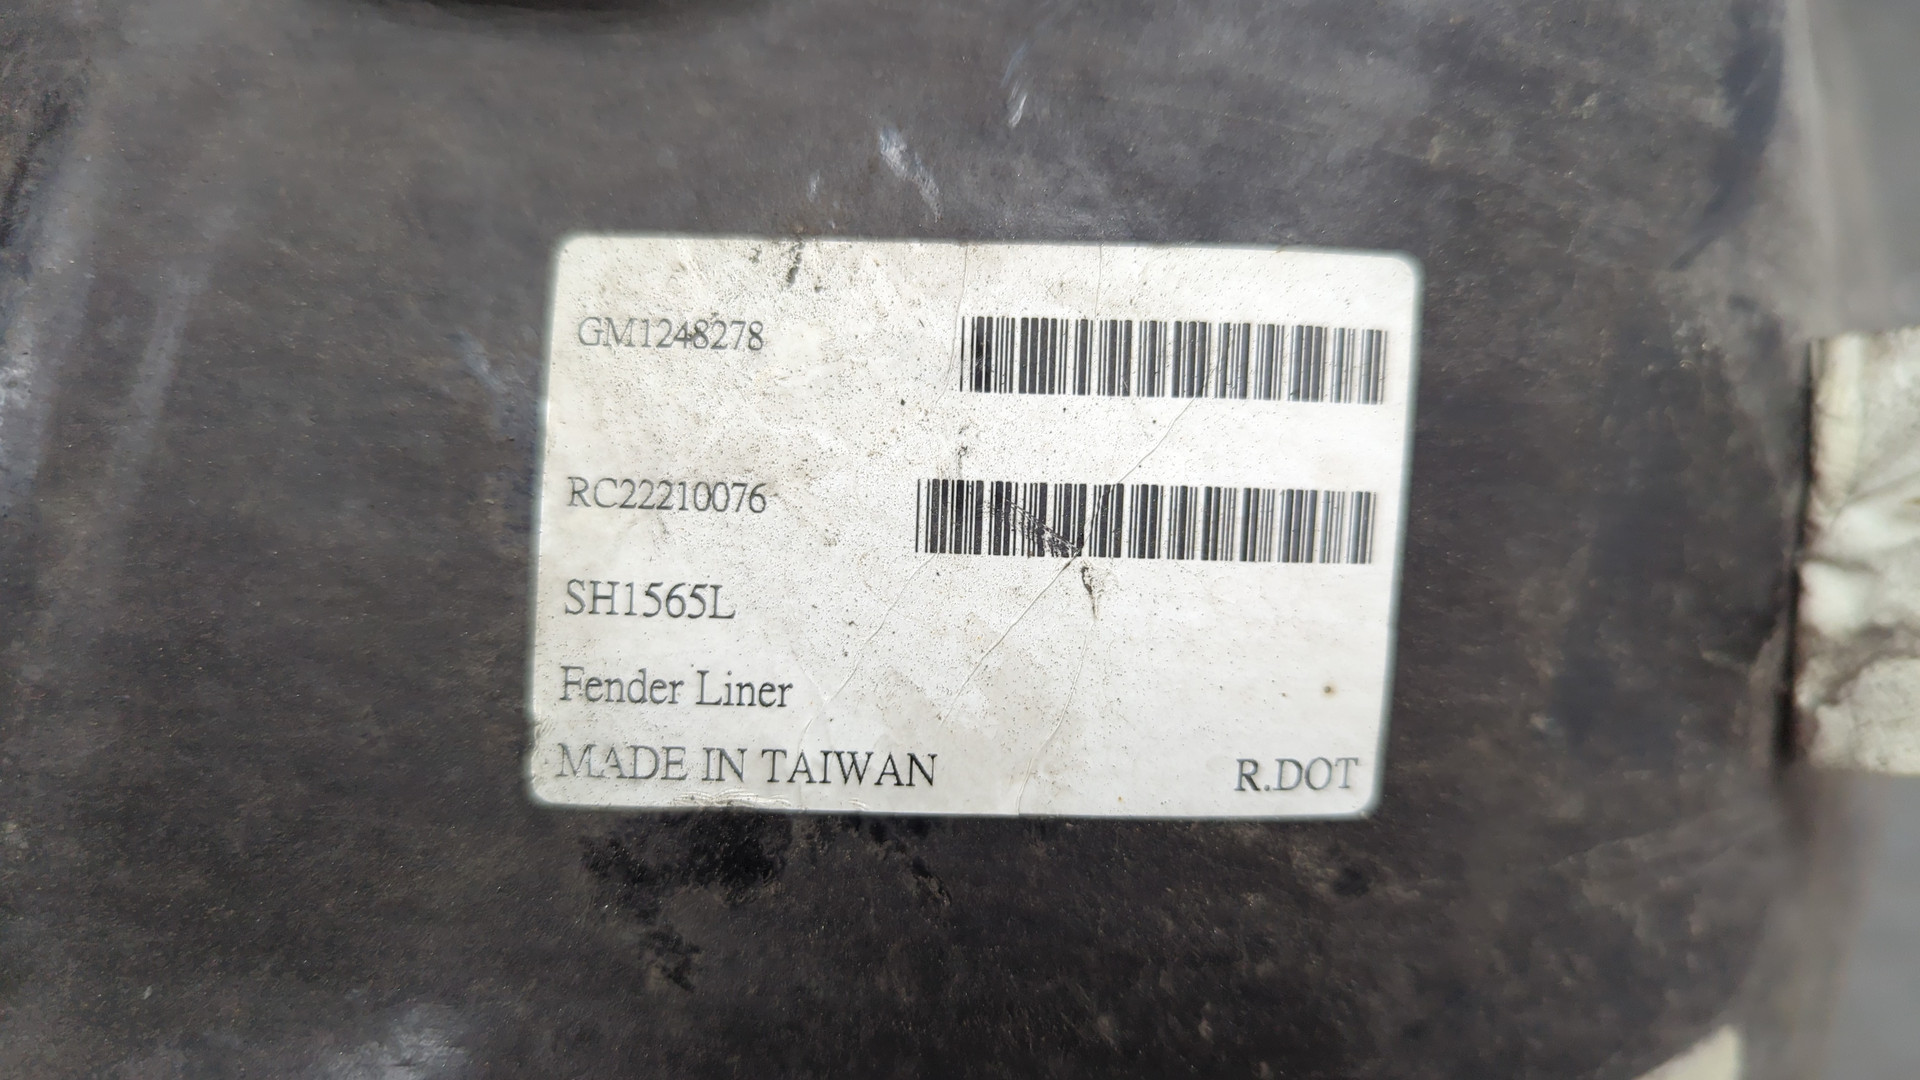 GM1248278
RC22210076
SH1565L
Fender Liner
MADE IN TAIWAN R.DOT